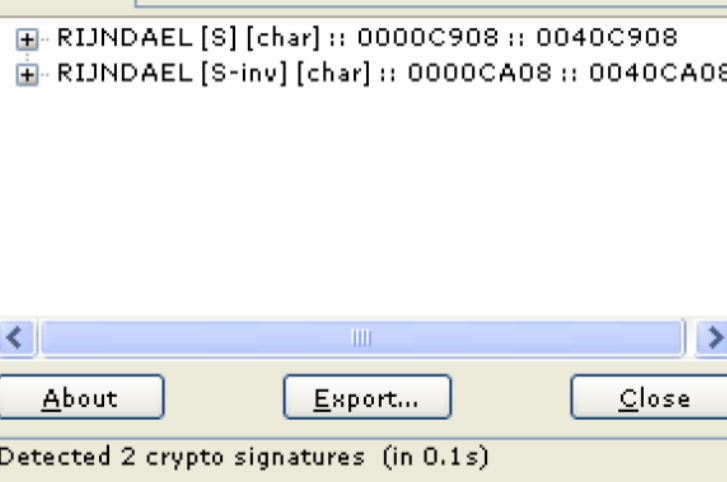 RIJNDAEL [S] [char] :: 0000C908 :: 0040C908
RIJNDAEL [S-inv] [char] :: 0000CA08 :: 0040CA08
About
Export...
Close
Detected 2 crypto signatures (in 0.1s)